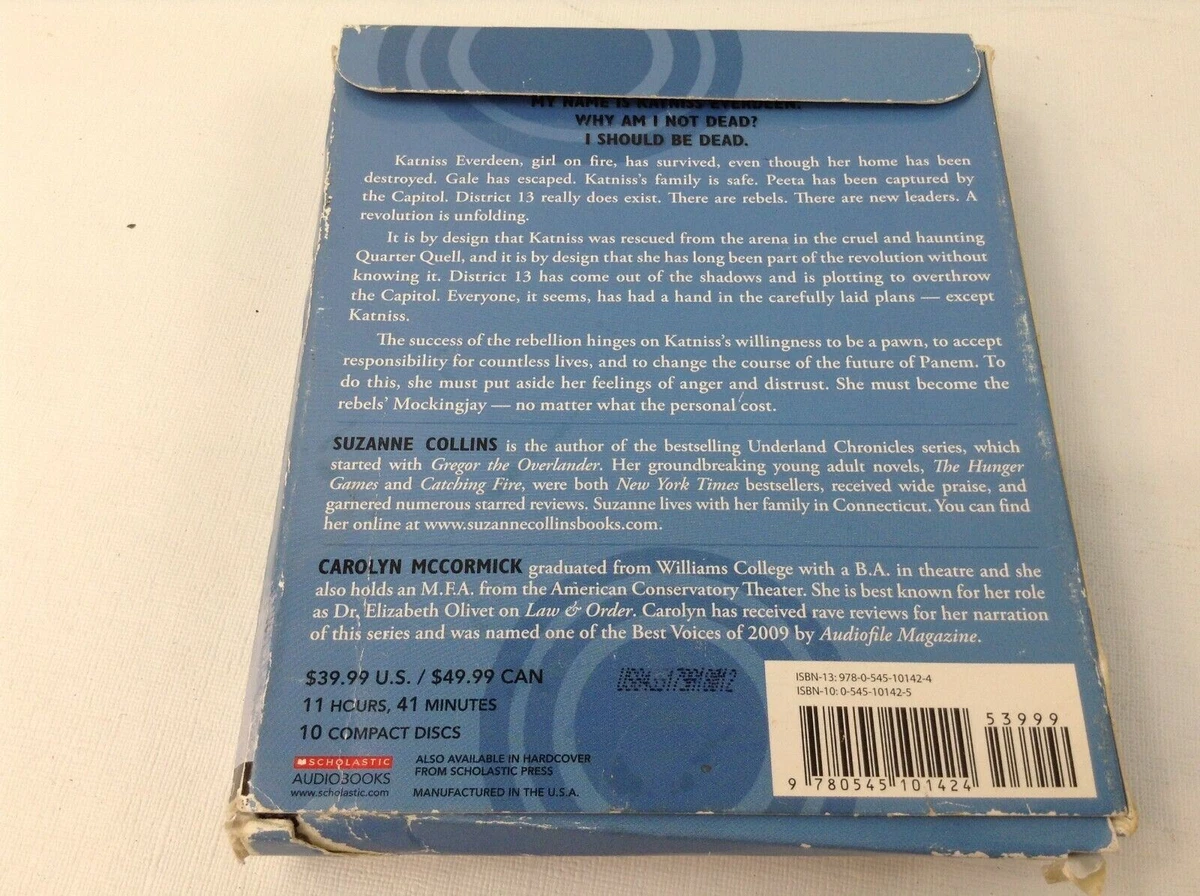 MY NAME IS KATNISS EVERDEEN.
WHY AM I NOT DEAD?
I SHOULD BE DEAD.
Katniss Everdeen, girl on fire, has survived, even though her home has been
destroyed. Gale has escaped. Katniss's family is safe. Peeta has been captured by
the Capitol. District 13 really does exist. There are rebels. There are new leaders. A
revolution is unfolding.
It is by design that Katniss was rescued from the arena in the cruel and haunting
Quarter Quell, and it is by design that she has long been part of the revolution without
knowing it. District 13 has come out of the shadows and is plotting to overthrow
the Capitol. Everyone, it seems, has had a hand in the carefully laid plans — except
Katniss.
The success of the rebellion hinges on Katniss's willingness to be a pawn, to accept
responsibility for countless lives, and to change the course of the future of Panem. To
do this, she must put aside her feelings of anger and distrust. She must become the
rebels' Mockingjay — no matter what the personal cost.
SUZANNE COLLINS is the author of the bestselling Underland Chronicles series, which
started with Gregor the Overlander. Her groundbreaking young adult novels, The Hunger
Games and Catching Fire, were both New York Times bestsellers, received wide praise, and
garnered numerous starred reviews. Suzanne lives with her family in Connecticut. You can find
her online at www.suzannecollinsbooks.com.
CAROLYN MCCORMICK graduated from Williams College with a B.A. in theatre and she
also holds an M.F.A. from the American Conservatory Theater. She is best known for her role
as Dr. Elizabeth Olivet on Law & Order. Carolyn has received rave reviews for her narration
of this series and was named one of the Best Voices of 2009 by Audiofile Magazine.
$39.99 U.S. / $49.99 CAN
11 HOURS, 41 MINUTES
10 COMPACT DISCS
SCHOLASTIC
AUDIOBOOKS
www.scholastic.com
ALSO AVAILABLE IN HARDCOVER
FROM SCHOLASTIC PRESS
MANUFACTURED IN THE U.S.A.
ISBN-13: 978-0-545-10142-4
ISBN-10: 0-545-10142-5
53999
9 780545 101424